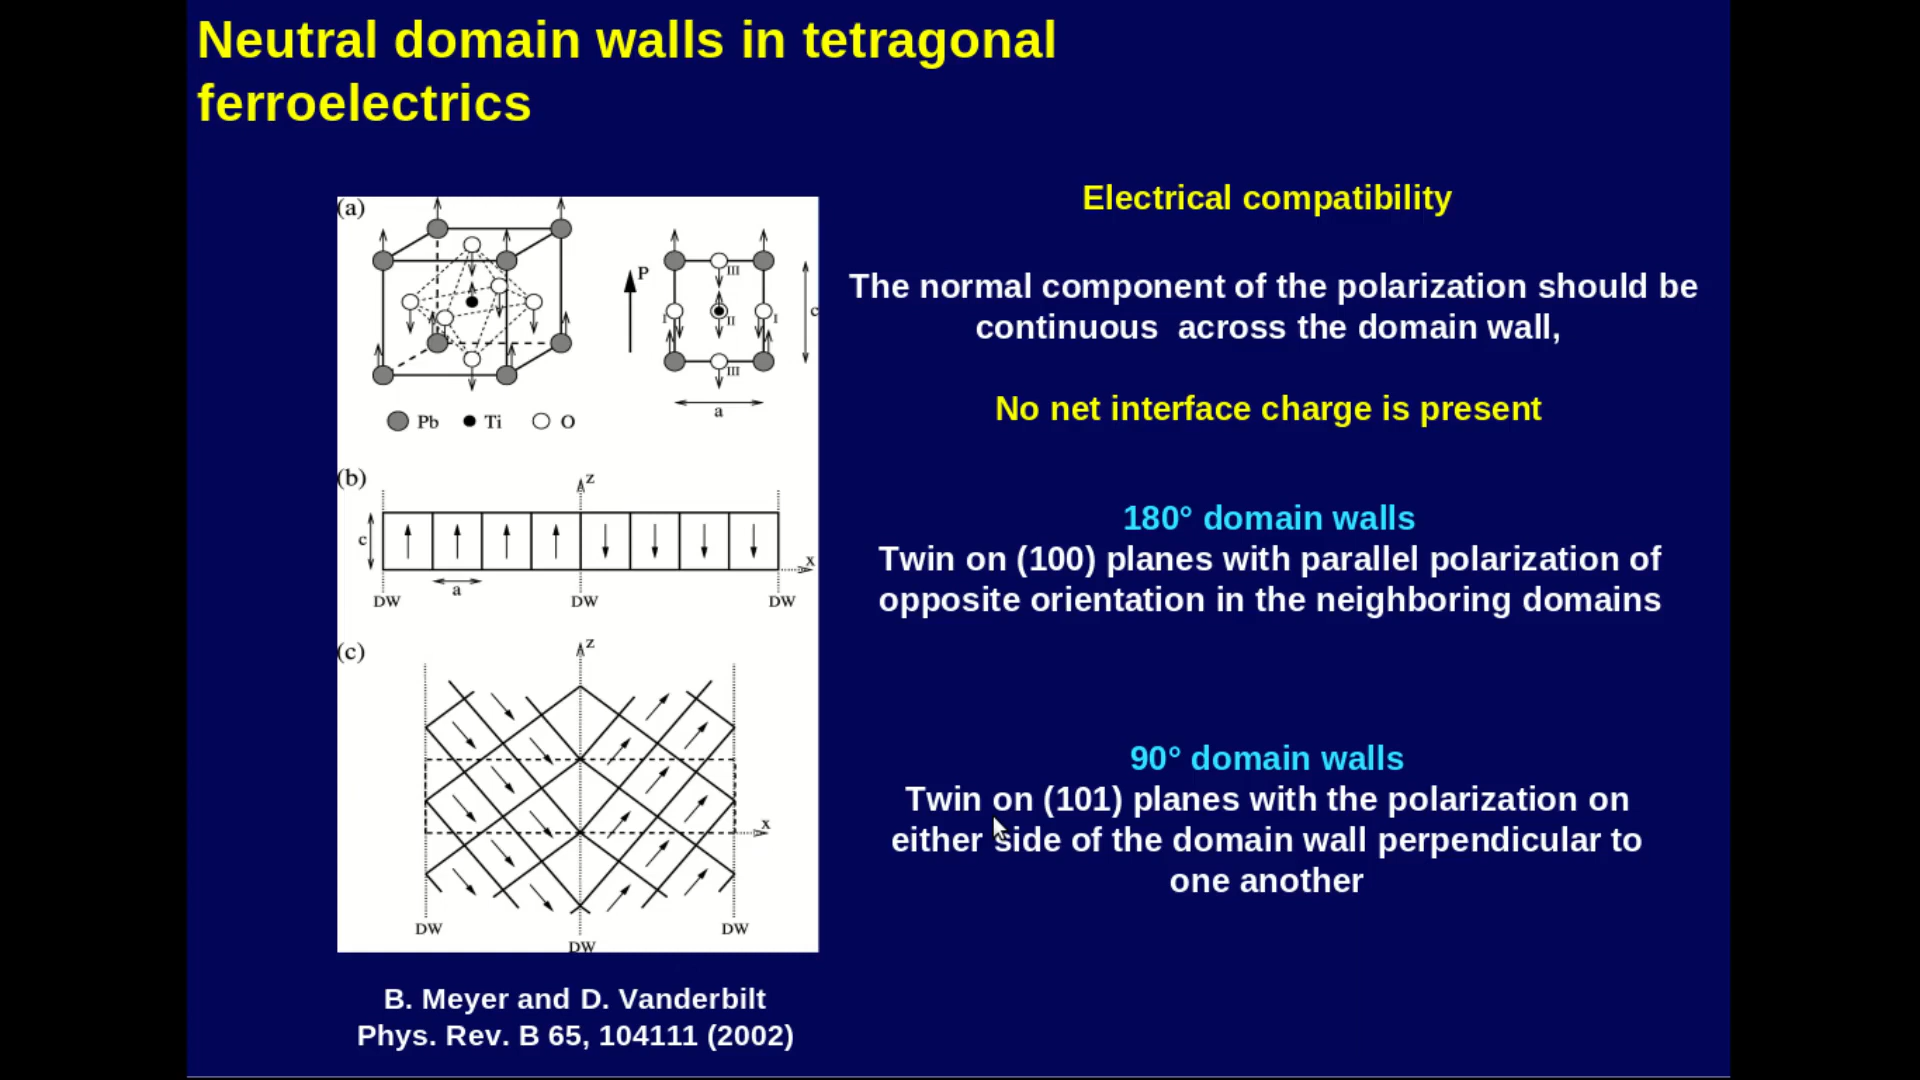 Neutral domain walls in tetragonal
ferroelectrics
(a)
P
III
I
II
I
c
III
a
Pb
Ti
O
(b)
z
c
x
a
DW
DW
DW
(c)
z
x
DW
DW
DW
B. Meyer and D. Vanderbilt
Phys. Rev. B 65, 104111 (2002)
Electrical compatibility
The normal component of the polarization should be
continuous  across the domain wall,
No net interface charge is present
180° domain walls
Twin on (100) planes with parallel polarization of
opposite orientation in the neighboring domains
90° domain walls
Twin on (101) planes with the polarization on
either side of the domain wall perpendicular to
one another